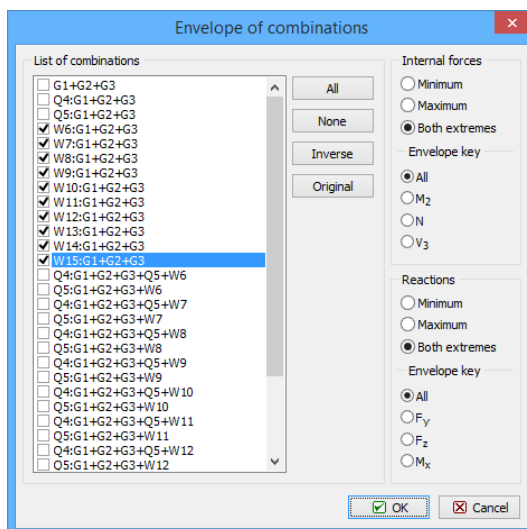 Envelope of combinations
List of combinations
G1+G2+G3
Q4:G1+G2+G3
Q5:G1+G2+G3
W6:G1+G2+G3
W7:G1+G2+G3
W8:G1+G2+G3
W9:G1+G2+G3
W10:G1+G2+G3
W11:G1+G2+G3
W12:G1+G2+G3
W13:G1+G2+G3
W14:G1+G2+G3
W15:G1+G2+G3
Q4:G1+G2+G3+Q5+W6
Q5:G1+G2+G3+W6
Q4:G1+G2+G3+Q5+W7
Q5:G1+G2+G3+W7
Q4:G1+G2+G3+Q5+W8
Q5:G1+G2+G3+W8
Q4:G1+G2+G3+Q5+W9
Q5:G1+G2+G3+W9
Q4:G1+G2+G3+Q5+W10
Q5:G1+G2+G3+W10
Q4:G1+G2+G3+Q5+W11
Q5:G1+G2+G3+W11
Q4:G1+G2+G3+Q5+W12
Q5:G1+G2+G3+W12
All
None
Inverse
Original
Internal forces
Minimum
Maximum
Both extremes
Envelope key
All
M₂
N
V₃
Reactions
Minimum
Maximum
Both extremes
Envelope key
All
Fy
Fz
Mx
OK
Cancel